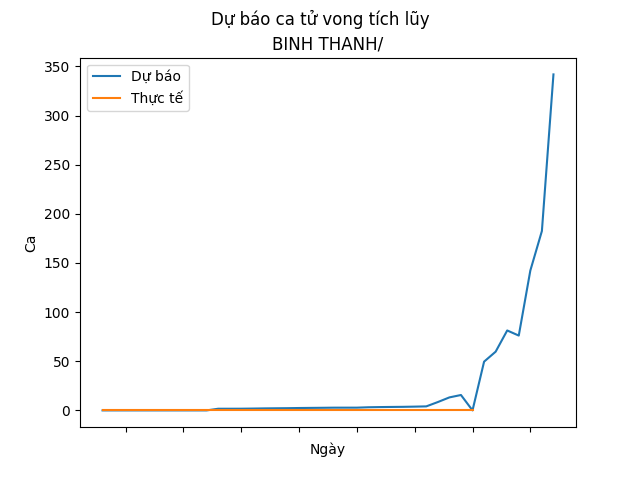 Dự báo ca tử vong tích lũy
BINH THANH/
Dự báo
Thực tế
350
300
250
200
150
100
50
0
Ca
Ngày